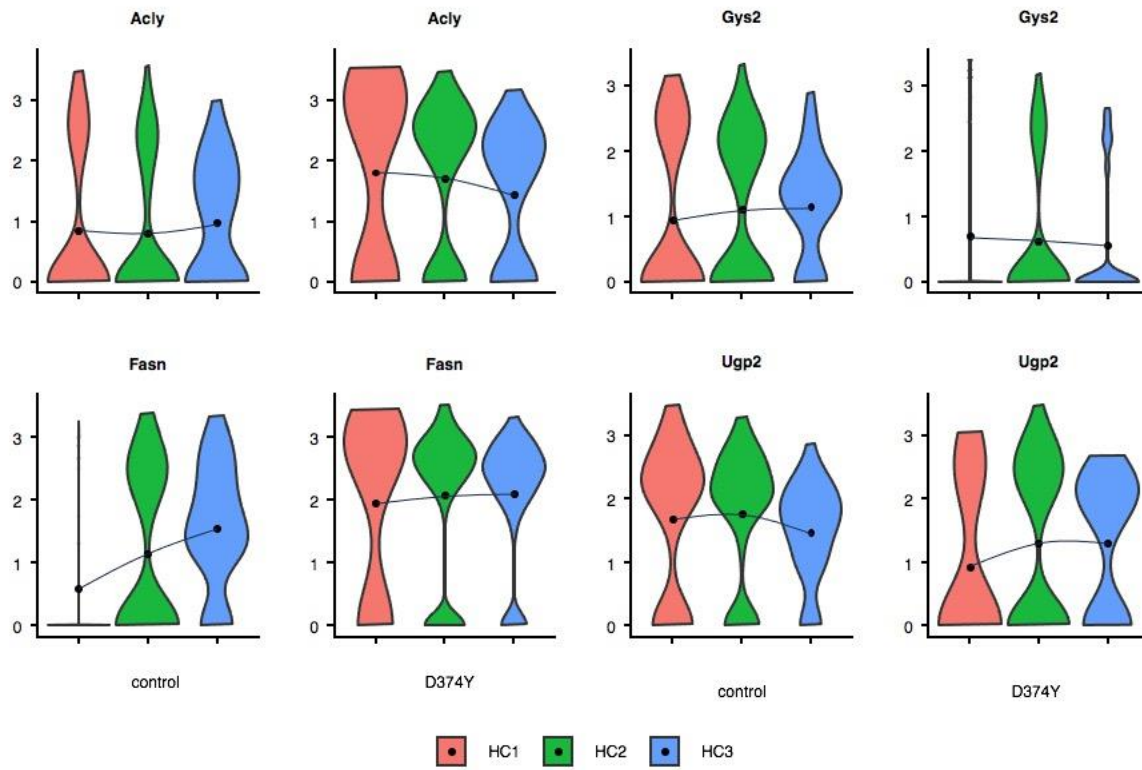 Acly Acly Gys2 Gys2
3 3 3 3
2 2 2 2
1 1 1 1
0 0 0 0
Fasn Fasn Ugp2 Ugp2
3 3 3 3
2 2 2 2
1 1 1 1
0 0 0 0
control D374Y control D374Y
HC1 HC2 HC3